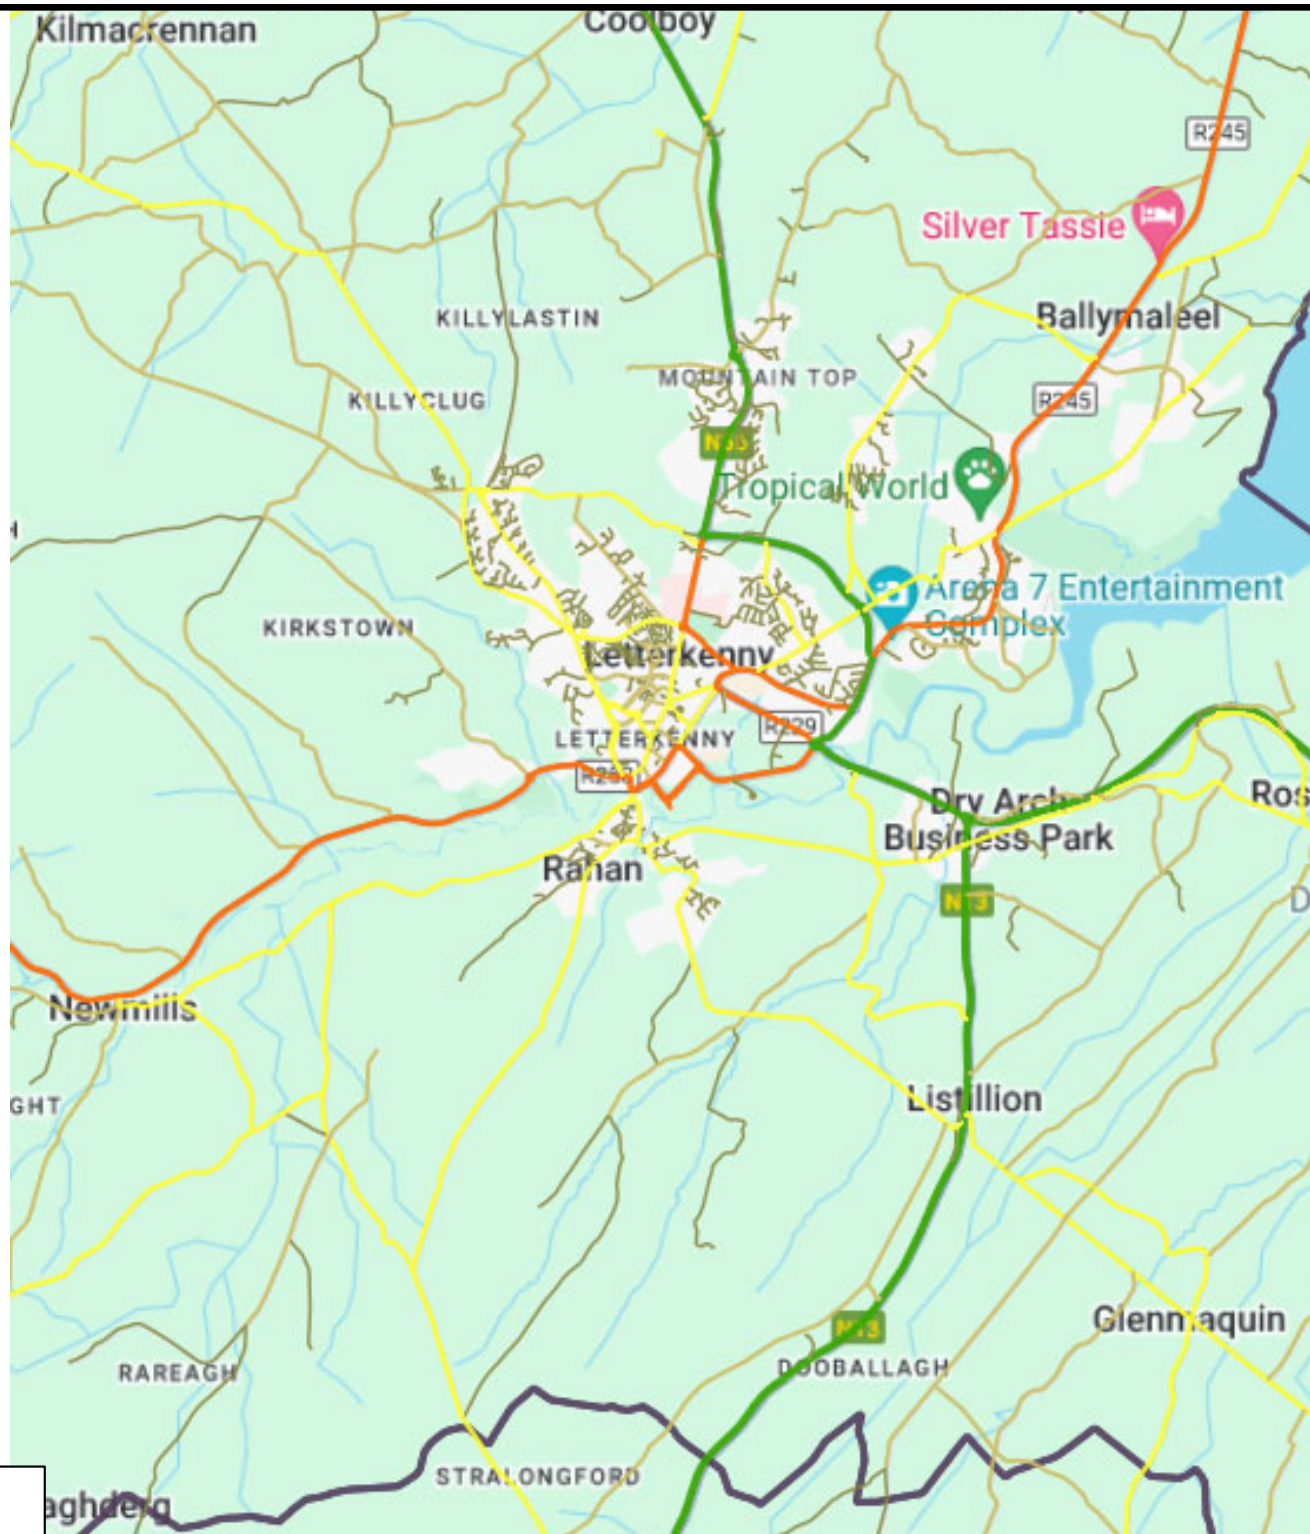 Kilmacrennan
Coolboy
R245
Silver Tassie
Ballymaleel
KILLYLASTIN
MOUNTAIN TOP
KILLYCLUG
R245
Tropical World
Arena 7 Entertainment
Complex
KIRKSTOWN
Letterkenny
R229
LETTERKENNY
Dry Arch
Business Park
Ros
Rahan
N13
D
Newmills
GHT
Listillion
Glenmaquin
N13
DOOBALLAGH
RAREAGH
STRALONGFORD
aghderg